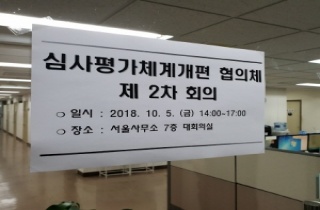 심사평가체계개편 협의체
제 2차 회의
○ 일시 : 2018. 10. 5. (금) 14:00~17:00
○ 장소 : 서울사무소 7층 대회의실